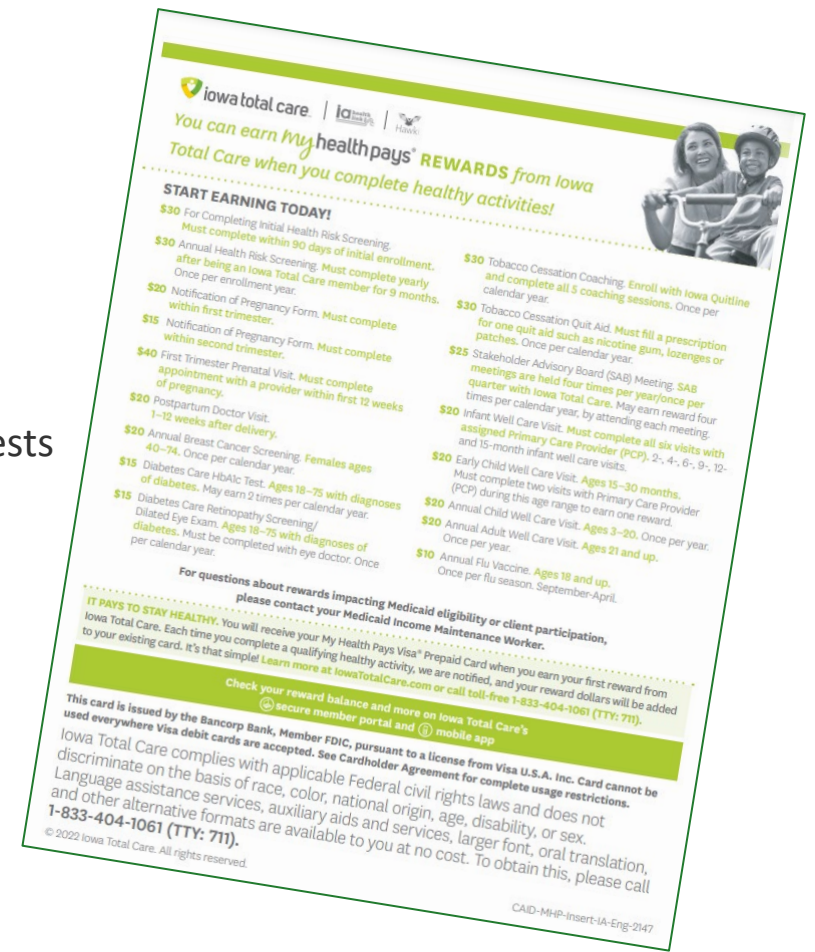 ests
iowa total care
ia health link
Hawki
You can earn my health pays® REWARDS from Iowa
Total Care when you complete healthy activities!
START EARNING TODAY!
$30 For Completing Initial Health Risk Screening.
Must complete within 90 days of initial enrollment.
$30 Annual Health Risk Screening. Must complete yearly
after being an Iowa Total Care member for 9 months.
Once per enrollment year.
$20 Notification of Pregnancy Form. Must complete
within first trimester.
$15 Notification of Pregnancy Form. Must complete
within second trimester.
$40 First Trimester Prenatal Visit. Must complete
appointment with a provider within first 12 weeks
of pregnancy.
$20 Postpartum Doctor Visit.
1–12 weeks after delivery.
$20 Annual Breast Cancer Screening. Females ages
40–74. Once per calendar year.
$15 Diabetes Care HbA1c Test. Ages 18–75 with diagnoses
of diabetes. May earn 2 times per calendar year.
$15 Diabetes Care Retinopathy Screening/
Dilated Eye Exam. Ages 18–75 with diagnoses of
diabetes. Must be completed with eye doctor. Once
per calendar year.
$30 Tobacco Cessation Coaching. Enroll with Iowa Quitline
and complete all 5 coaching sessions. Once per
calendar year.
$30 Tobacco Cessation Quit Aid. Must fill a prescription
for one quit aid such as nicotine gum, lozenges or
patches. Once per calendar year.
$25 Stakeholder Advisory Board (SAB) Meeting. SAB
meetings are held four times per year/once per
quarter with Iowa Total Care. May earn reward four
times per calendar year, by attending each meeting.
$20 Infant Well Care Visit. Must complete all six visits with
assigned Primary Care Provider (PCP). 2-, 4-, 6-, 9-, 12-
and 15-month infant well care visits.
$20 Early Child Well Care Visit. Ages 15–30 months.
Must complete two visits with Primary Care Provider
(PCP) during this age range to earn one reward.
$20 Annual Child Well Care Visit. Ages 3–20. Once per year.
$20 Annual Adult Well Care Visit. Ages 21 and up.
Once per year.
$10 Annual Flu Vaccine. Ages 18 and up.
Once per flu season. September-April.
For questions about rewards impacting Medicaid eligibility or client participation,
please contact your Medicaid Income Maintenance Worker.
IT PAYS TO STAY HEALTHY. You will receive your My Health Pays Visa® Prepaid Card when you earn your first reward from
Iowa Total Care. Each time you complete a qualifying healthy activity, we are notified, and your reward dollars will be added
to your existing card. It's that simple! Learn more at IowaTotalCare.com or call toll-free 1-833-404-1061 (TTY: 711).
Check your reward balance and more on Iowa Total Care's
secure member portal and mobile app
This card is issued by the Bancorp Bank, Member FDIC, pursuant to a license from Visa U.S.A. Inc. Card cannot be
used everywhere Visa debit cards are accepted. See Cardholder Agreement for complete usage restrictions.
Iowa Total Care complies with applicable Federal civil rights laws and does not
discriminate on the basis of race, color, national origin, age, disability, or sex.
Language assistance services, auxiliary aids and services, larger font, oral translation,
and other alternative formats are available to you at no cost. To obtain this, please call
1-833-404-1061 (TTY: 711).
© 2022 Iowa Total Care. All rights reserved.
CAID-MHP-Insert-IA-Eng-2147